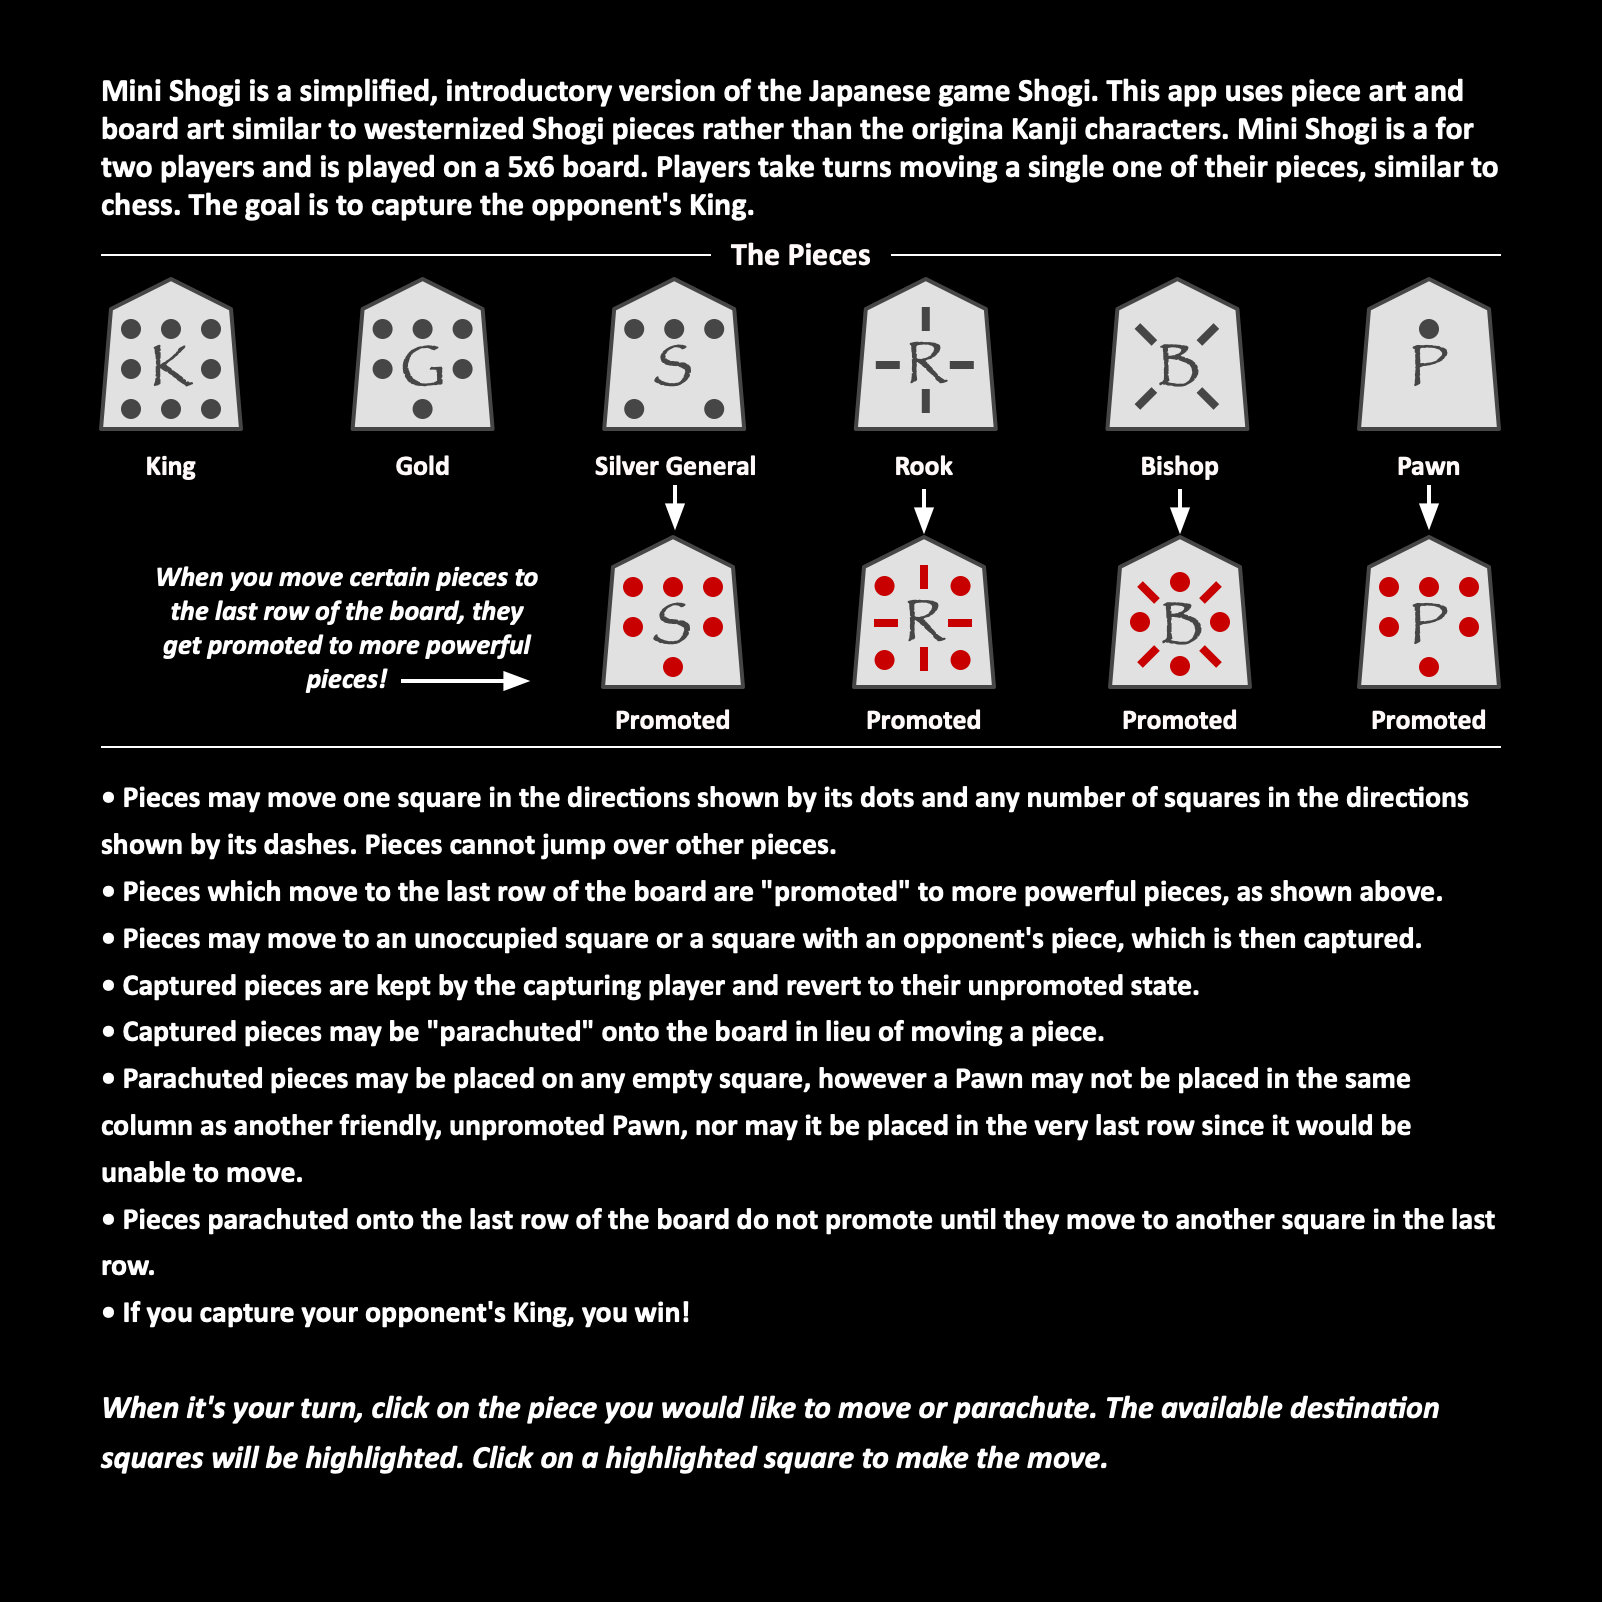 Mini Shogi is a simplified, introductory version of the Japanese game Shogi. This app uses piece art and
board art similar to westernized Shogi pieces rather than the origina Kanji characters. Mini Shogi is a for
two players and is played on a 5x6 board. Players take turns moving a single one of their pieces, similar to
chess. The goal is to capture the opponent's King.
The Pieces
K G S R B P
King Gold Silver General Rook Bishop Pawn
When you move certain pieces to
the last row of the board, they
get promoted to more powerful
pieces!
S R B P
Promoted Promoted Promoted Promoted
• Pieces may move one square in the directions shown by its dots and any number of squares in the directions
shown by its dashes. Pieces cannot jump over other pieces.
• Pieces which move to the last row of the board are "promoted" to more powerful pieces, as shown above.
• Pieces may move to an unoccupied square or a square with an opponent's piece, which is then captured.
• Captured pieces are kept by the capturing player and revert to their unpromoted state.
• Captured pieces may be "parachuted" onto the board in lieu of moving a piece.
• Parachuted pieces may be placed on any empty square, however a Pawn may not be placed in the same
column as another friendly, unpromoted Pawn, nor may it be placed in the very last row since it would be
unable to move.
• Pieces parachuted onto the last row of the board do not promote until they move to another square in the last
row.
• If you capture your opponent's King, you win!
When it's your turn, click on the piece you would like to move or parachute. The available destination
squares will be highlighted. Click on a highlighted square to make the move.